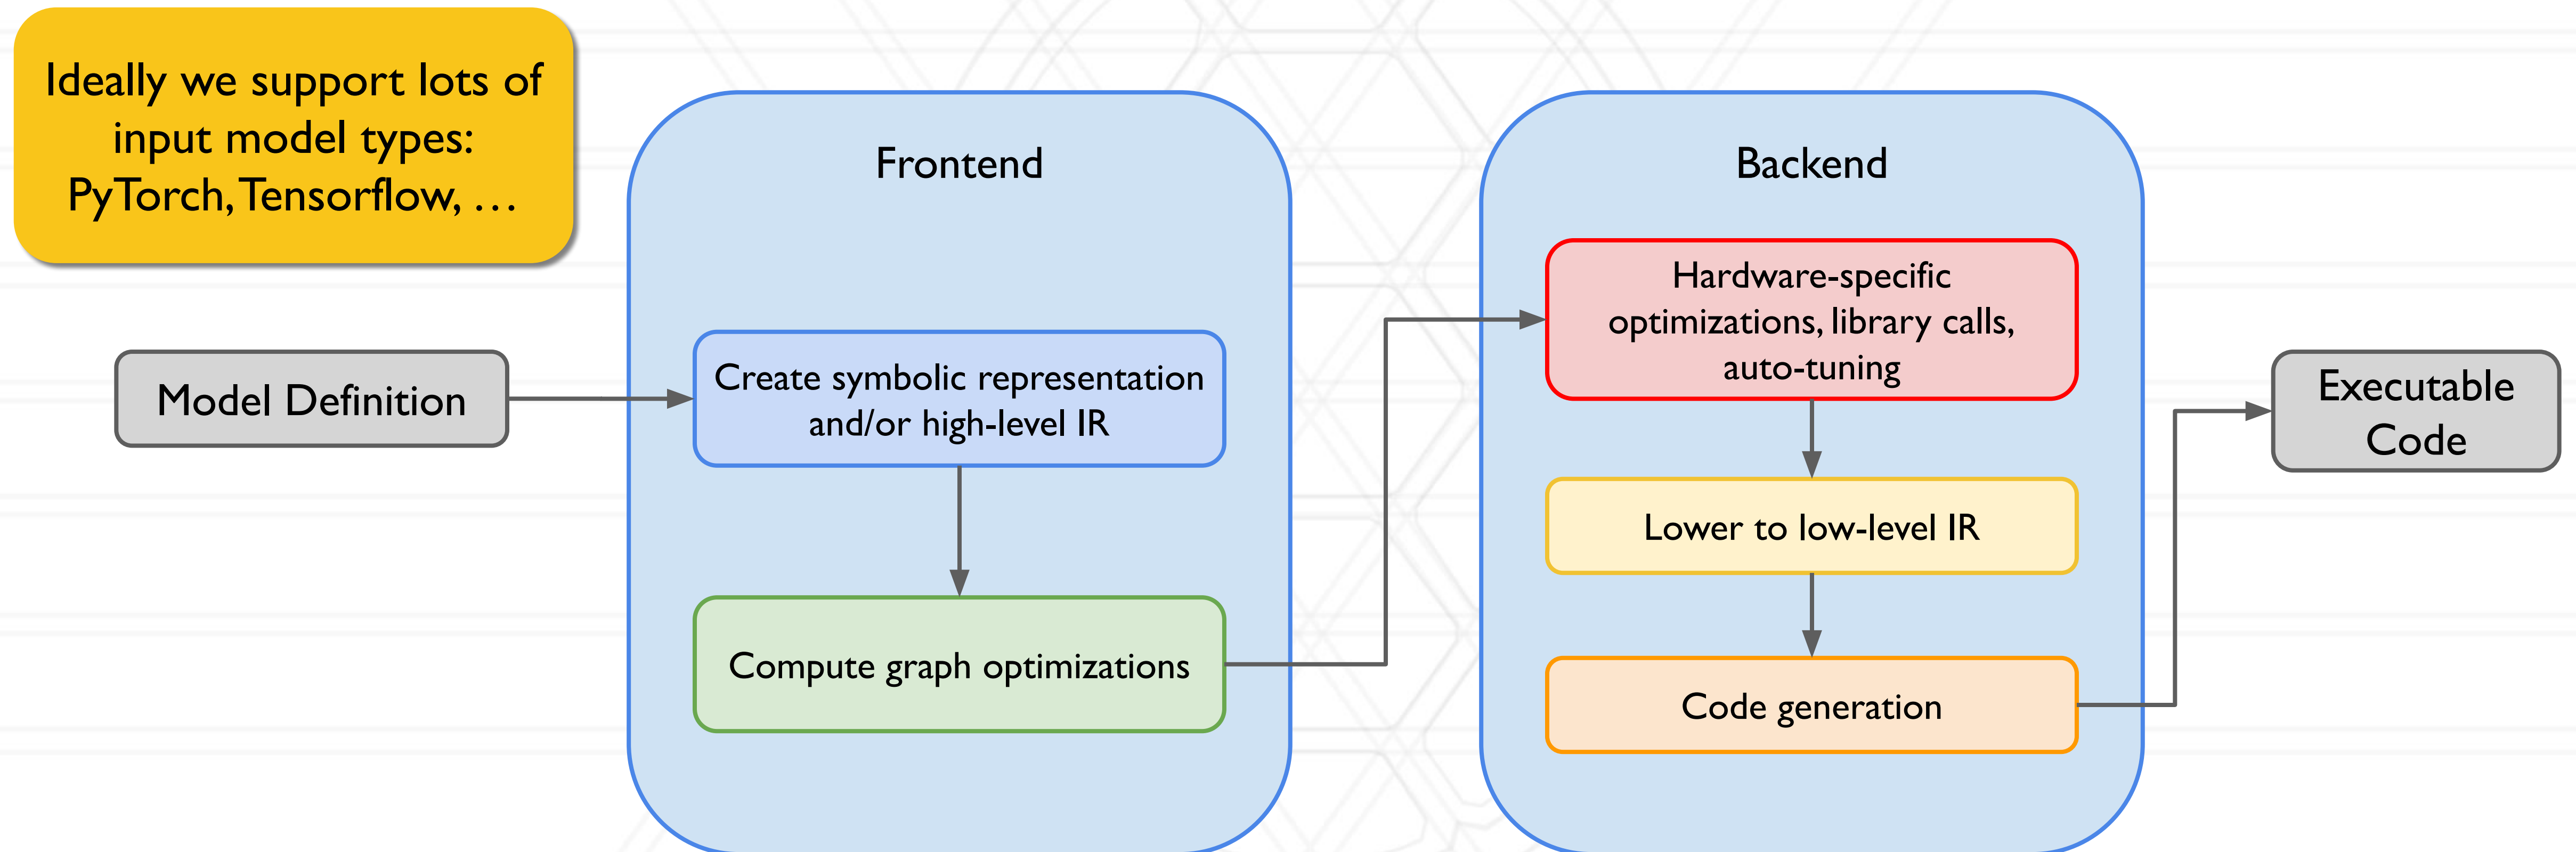 Ideally we support lots of
input model types:
PyTorch, Tensorflow, …
Model Definition
Frontend
Create symbolic representation
and/or high-level IR
Compute graph optimizations
Backend
Hardware-specific
optimizations, library calls,
auto-tuning
Lower to low-level IR
Code generation
Executable
Code